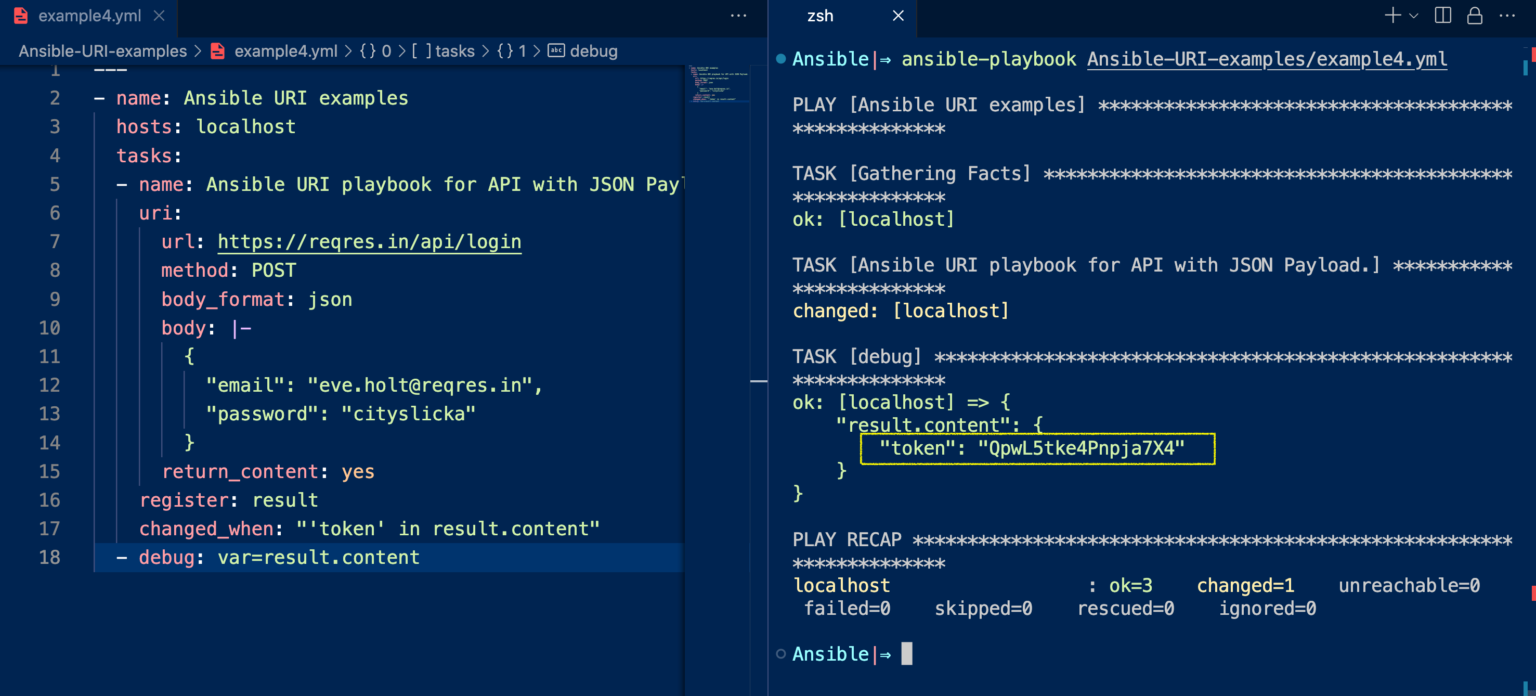 example4.yml
Ansible-URI-examples > example4.yml > {} 0 > [ ] tasks > {} 1 > abc debug
1 ---
2 - name: Ansible URI examples
3 hosts: localhost
4 tasks:
5 - name: Ansible URI playbook for API with JSON Payl
6 uri:
7 url: https://reqres.in/api/login
8 method: POST
9 body_format: json
10 body: |-
11 {
12 "email": "eve.holt@reqres.in",
13 "password": "cityslicka"
14 }
15 return_content: yes
16 register: result
17 changed_when: "'token' in result.content"
18 - debug: var=result.content
zsh
Ansible|⇒ ansible-playbook Ansible-URI-examples/example4.yml
PLAY [Ansible URI examples] **************************************
**************
TASK [Gathering Facts] *******************************************
**************
ok: [localhost]
TASK [Ansible URI playbook for API with JSON Payload.] ***********
**************
changed: [localhost]
TASK [debug] *****************************************************
**************
ok: [localhost] => {
"result.content": {
"token": "QpwL5tke4Pnpja7X4"
}
}
PLAY RECAP *******************************************************
**************
localhost : ok=3 changed=1 unreachable=0
failed=0 skipped=0 rescued=0 ignored=0
Ansible|⇒